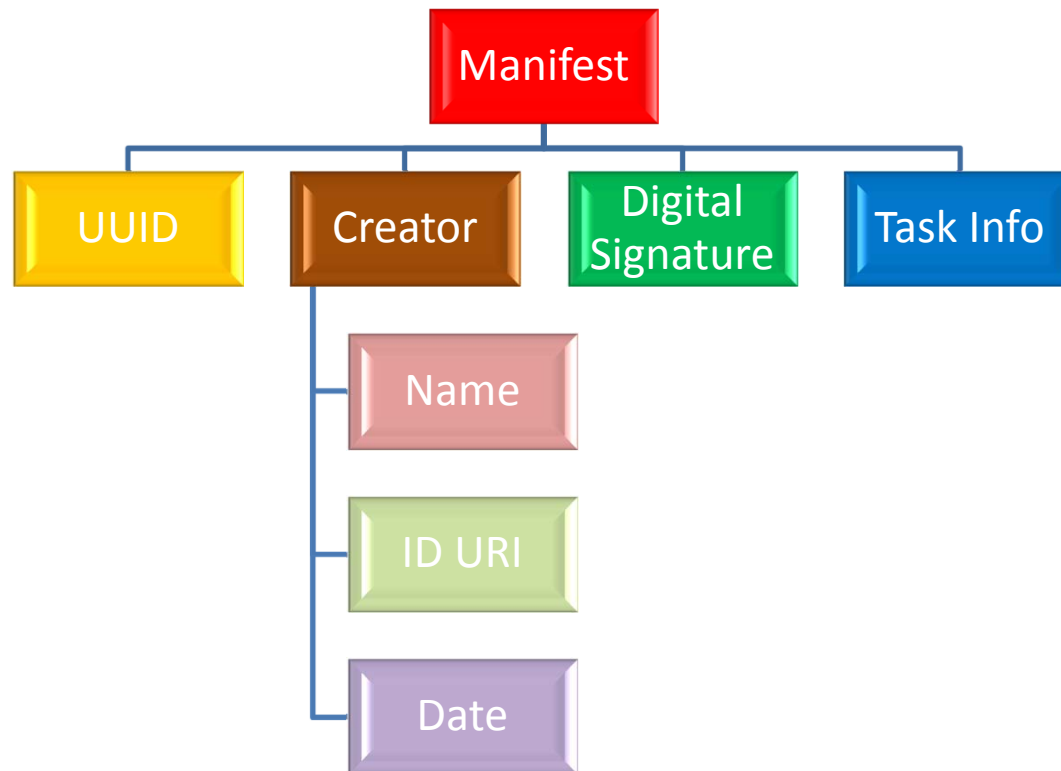 Manifest
UUID
Creator
Digital
Signature
Task Info
Name
ID URI
Date